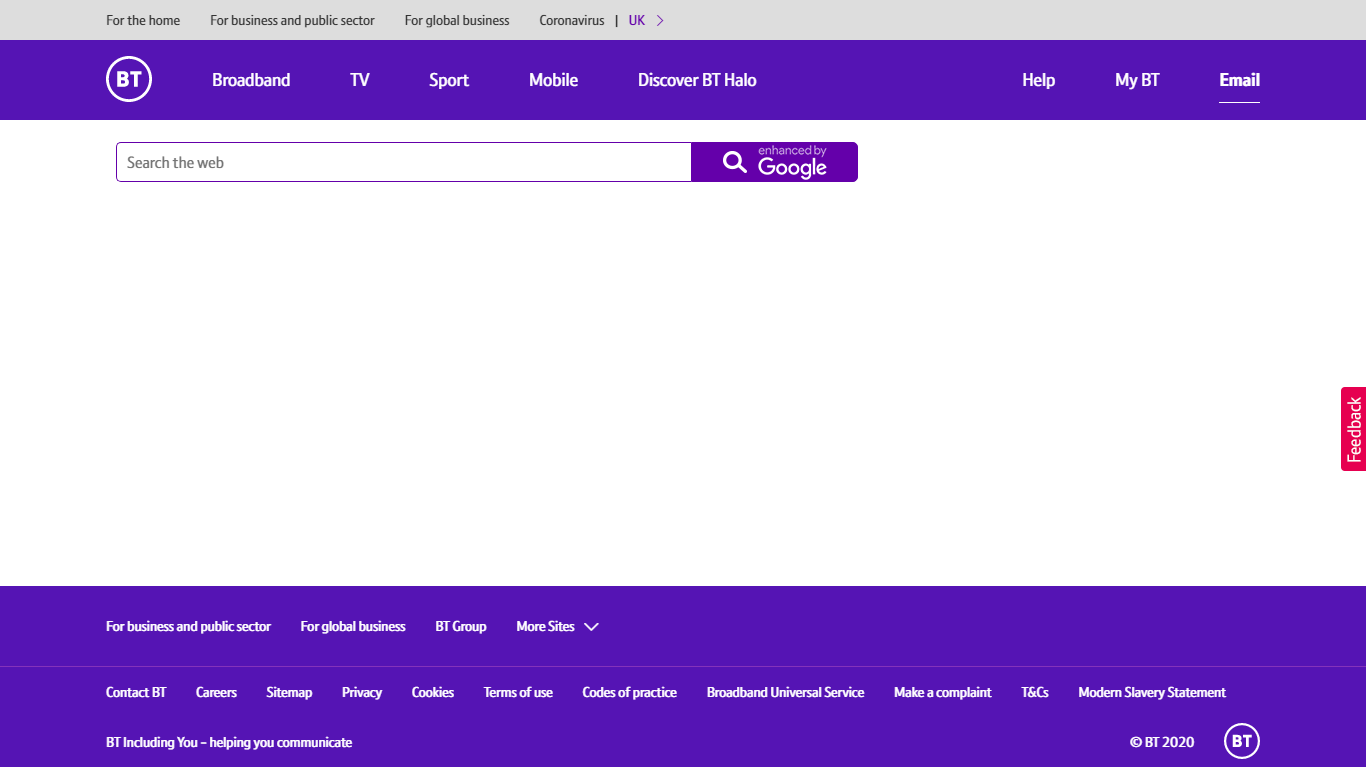 For the home For business and public sector For global business Coronavirus | UK
BT Broadband TV Sport Mobile Discover BT Halo Help My BT Email
Search the web
enhanced by
Google
Feedback
For business and public sector For global business BT Group More Sites
Contact BT Careers Sitemap Privacy Cookies Terms of use Codes of practice Broadband Universal Service Make a complaint T&Cs Modern Slavery Statement
BT Including You – helping you communicate © BT 2020 BT